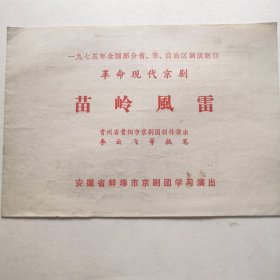 一九七五年全国部分省、市、自治区调演剧目
革命现代京剧
苗岭風雷
贵州省贵阳市京剧团创作演出
李云飞等执笔
安徽省蚌埠市京剧团学习演出